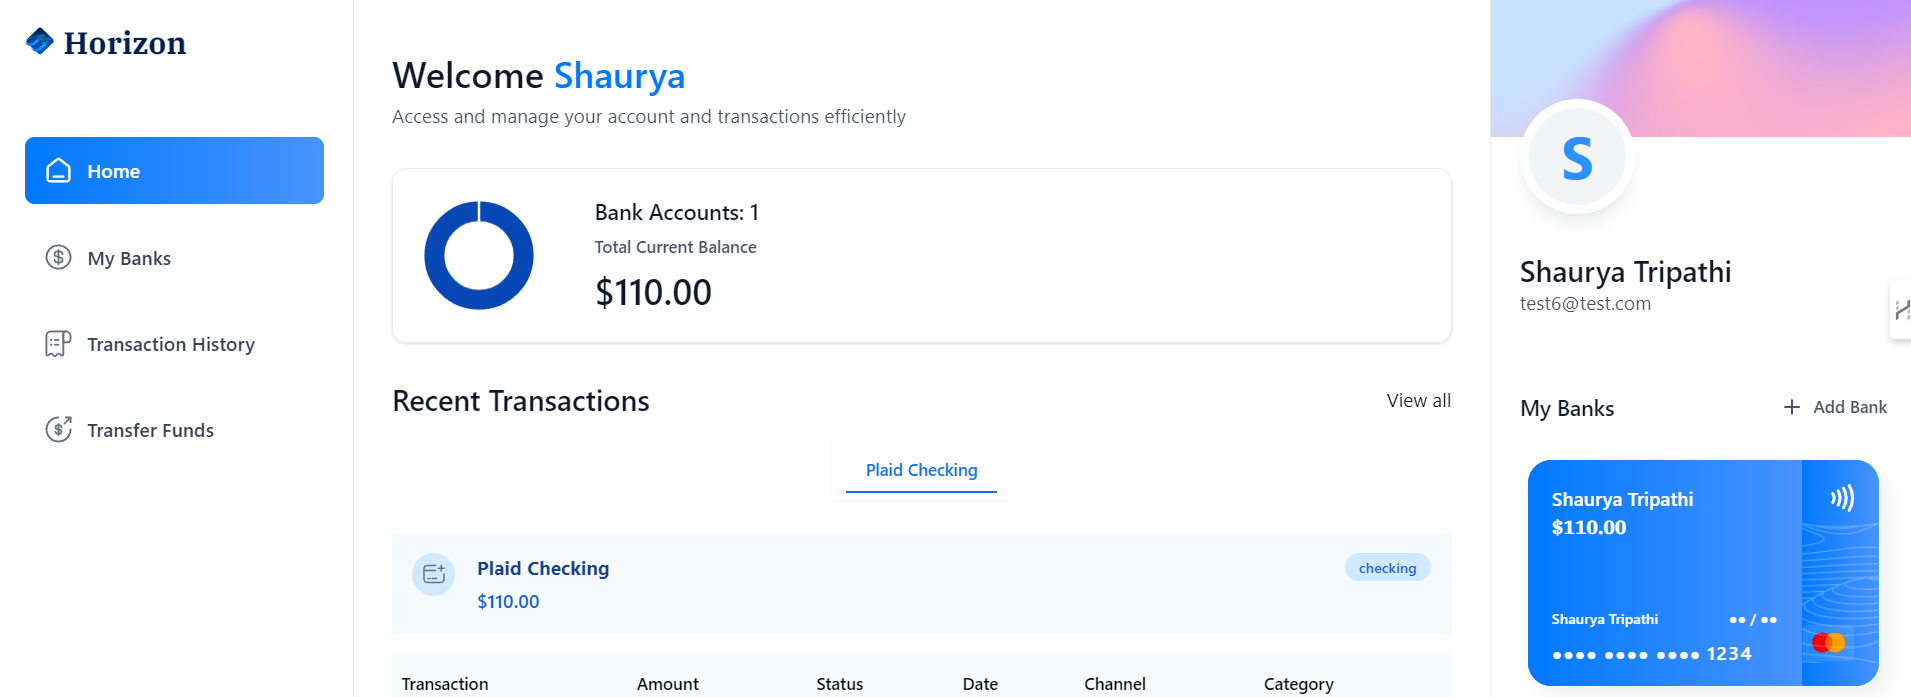 Horizon
Home
My Banks
Transaction History
Transfer Funds
Welcome Shaurya
Access and manage your account and transactions efficiently
Bank Accounts: 1
Total Current Balance
$110.00
Recent Transactions
View all
Plaid Checking
Plaid Checking
checking
$110.00
Transaction Amount Status Date Channel Category
S
Shaurya Tripathi
test6@test.com
My Banks
+ Add Bank
Shaurya Tripathi
$110.00
Shaurya Tripathi ●● / ●●
●●●● ●●●● ●●●● 1234